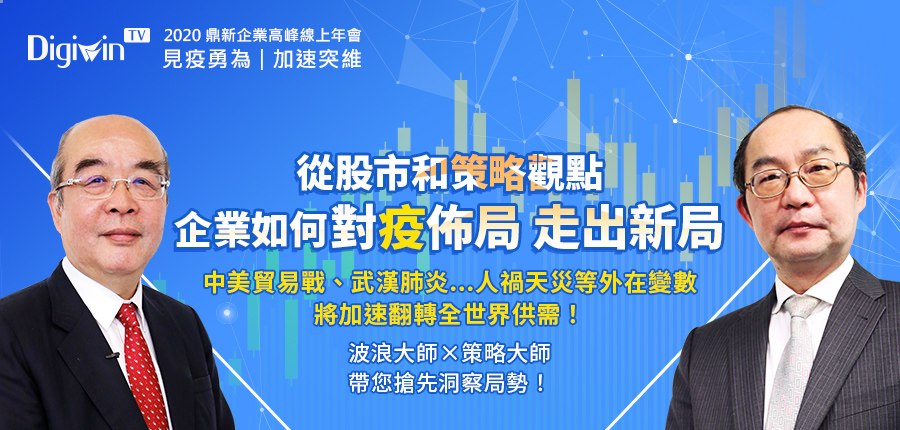 Digiwin TV
2020 鼎新企業高峰線上年會
見疫勇為｜加速突維
從股市和策略觀點
企業如何對疫佈局 走出新局
中美貿易戰、武漢肺炎...人禍天災等外在變數
將加速翻轉全世界供需！
波浪大師×策略大師
帶您搶先洞察局勢！